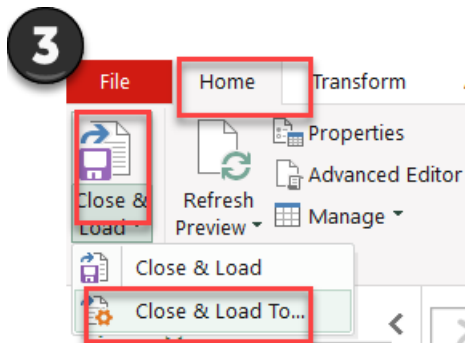 3
File Home Transform
Close & Load
Refresh Preview
Properties
Advanced Editor
Manage
Close & Load
Close & Load To...